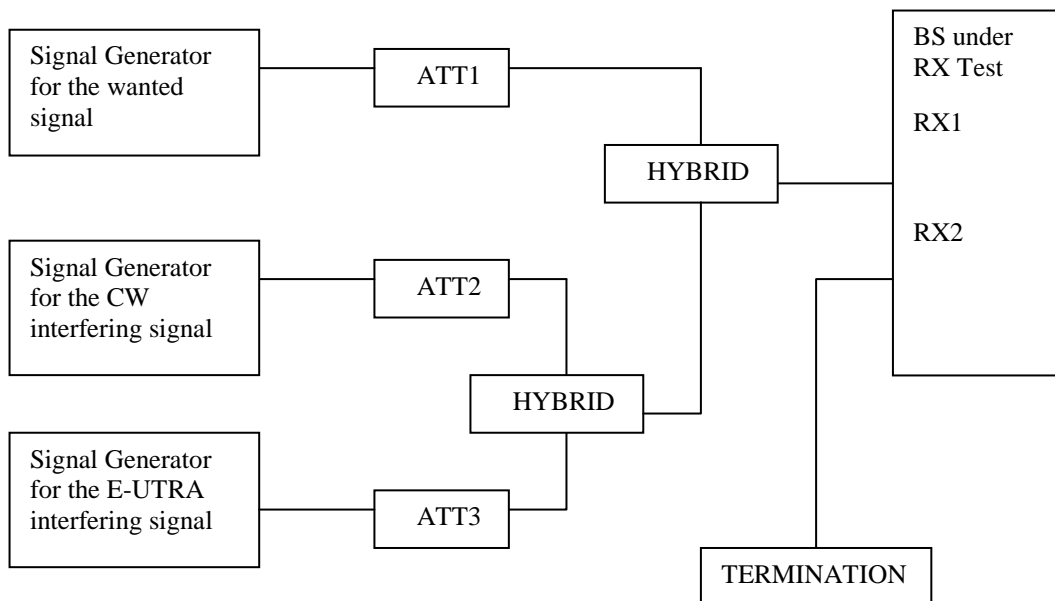 Signal Generator
for the wanted
signal
ATT1
BS under
RX Test
RX1
HYBRID
RX2
Signal Generator
for the CW
interfering signal
ATT2
HYBRID
Signal Generator
for the E-UTRA
interfering signal
ATT3
TERMINATION